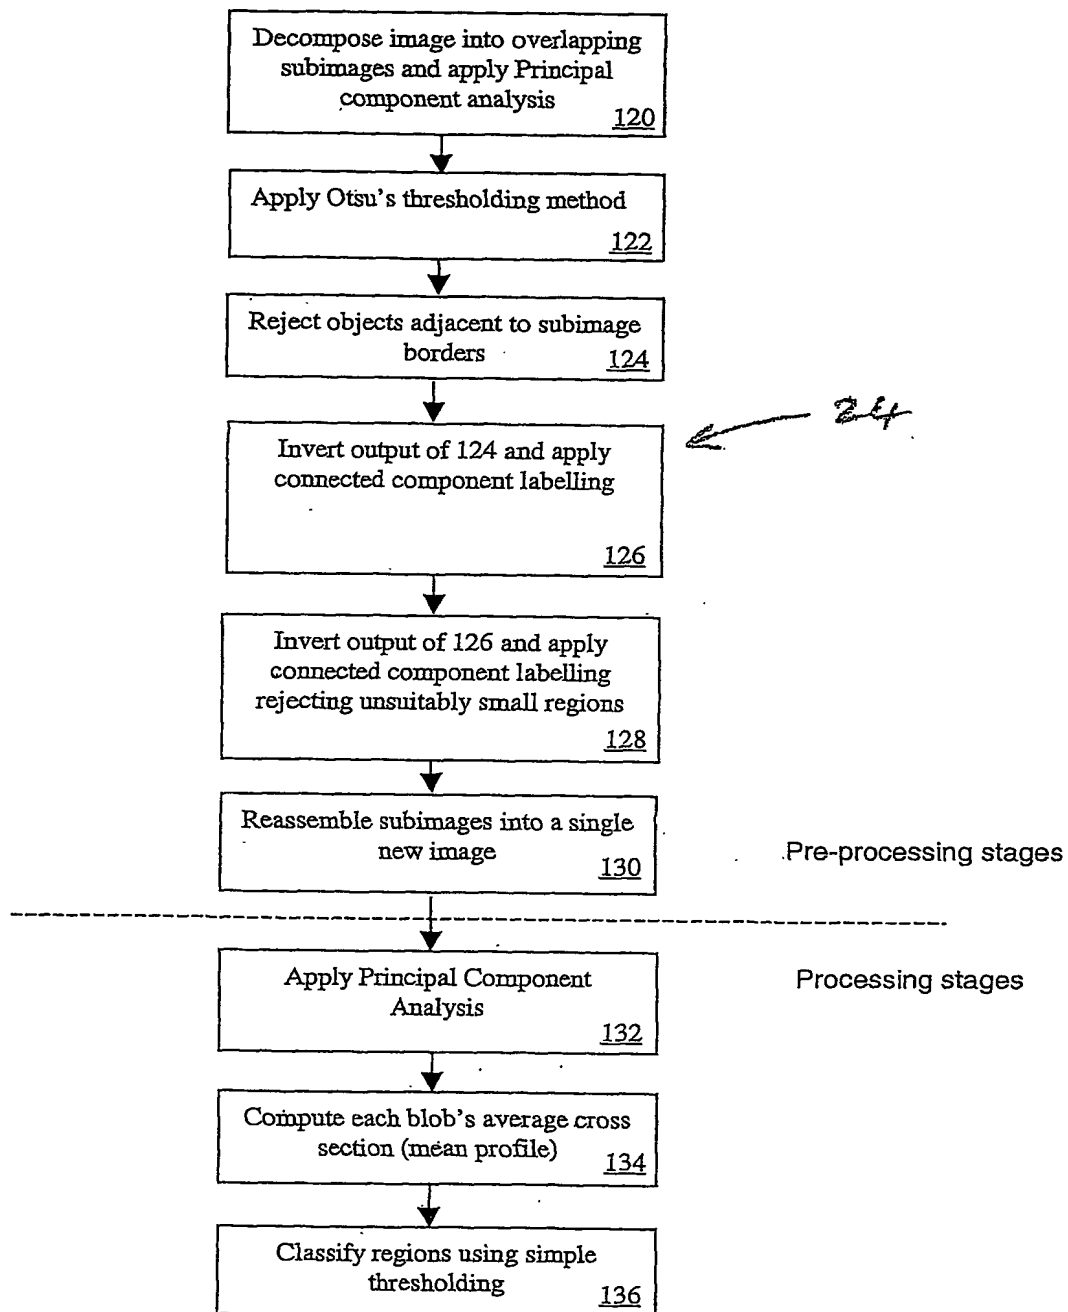 Decompose image into overlapping
subimages and apply Principal
component analysis
120
Apply Otsu's thresholding method
122
Reject objects adjacent to subimage
borders
124
24
Invert output of 124 and apply
connected component labelling
126
Invert output of 126 and apply
connected component labelling
rejecting unsuitably small regions
128
Reassemble subimages into a single
new image
130
Pre-processing stages
Processing stages
Apply Principal Component
Analysis
132
Compute each blob's average cross
section (mean profile)
134
Classify regions using simple
thresholding
136